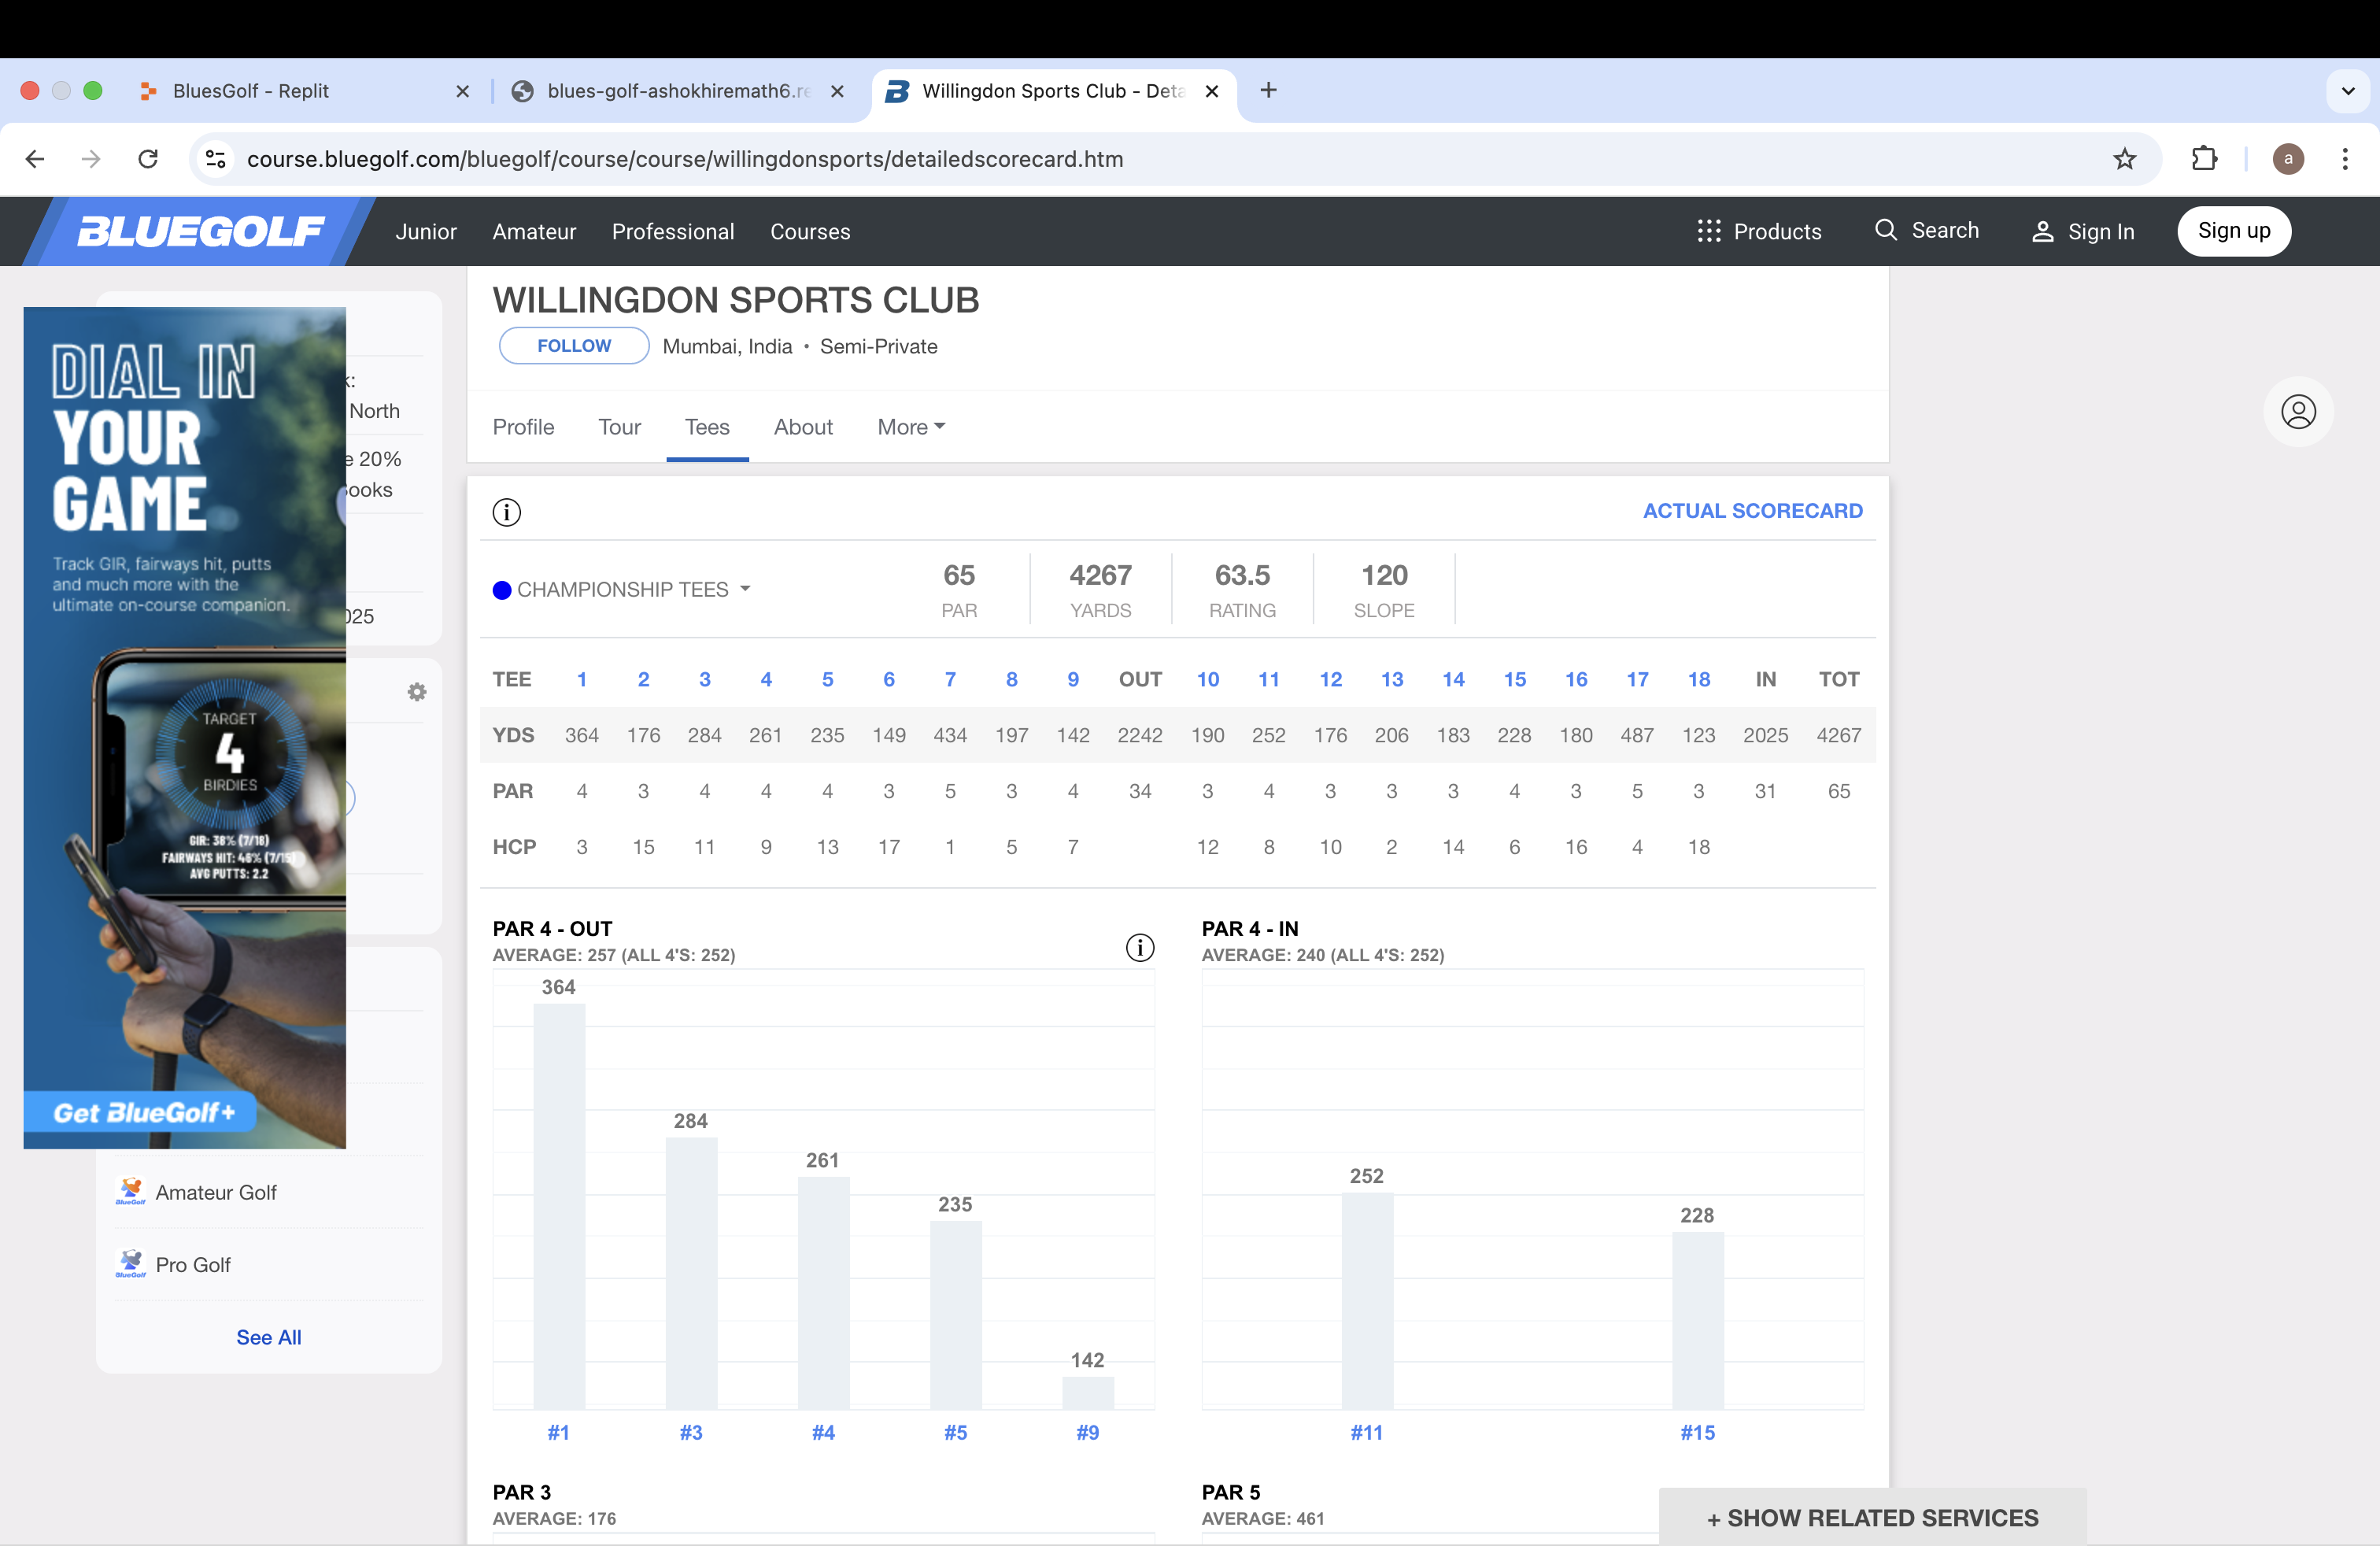 BluesGolf - Replit
blues-golf-ashokhiremath6.re
Willingdon Sports Club - Deta
course.bluegolf.com/bluegolf/course/course/willingdonsports/detailedscorecard.htm
a
BLUEGOLF
Junior Amateur Professional Courses
Products Search Sign In Sign up
WILLINGDON SPORTS CLUB
FOLLOW Mumbai, India • Semi-Private
Profile Tour Tees About More
ACTUAL SCORECARD
CHAMPIONSHIP TEES
65 4267 63.5 120
PAR YARDS RATING SLOPE
TEE 1 2 3 4 5 6 7 8 9 OUT 10 11 12 13 14 15 16 17 18 IN TOT
YDS 364 176 284 261 235 149 434 197 142 2242 190 252 176 206 183 228 180 487 123 2025 4267
PAR 4 3 4 4 4 3 5 3 4 34 3 4 3 3 3 4 3 5 3 31 65
HCP 3 15 11 9 13 17 1 5 7 12 8 10 2 14 6 16 4 18
PAR 4 - OUT
AVERAGE: 257 (ALL 4'S: 252)
364
284
261
235
142
#1 #3 #4 #5 #9
PAR 4 - IN
AVERAGE: 240 (ALL 4'S: 252)
252
228
#11 #15
PAR 3
AVERAGE: 176
PAR 5
AVERAGE: 461
+ SHOW RELATED SERVICES
DIAL IN
YOUR
GAME
Track GIR, fairways hit, putts
and much more with the
ultimate on-course companion.
TARGET
4
BIRDIES
GIR: 38% (7/18)
FAIRWAYS HIT: 46% (7/15)
AVG PUTTS: 2.2
Get BlueGolf+
North
20%
Amateur Golf
Pro Golf
See All